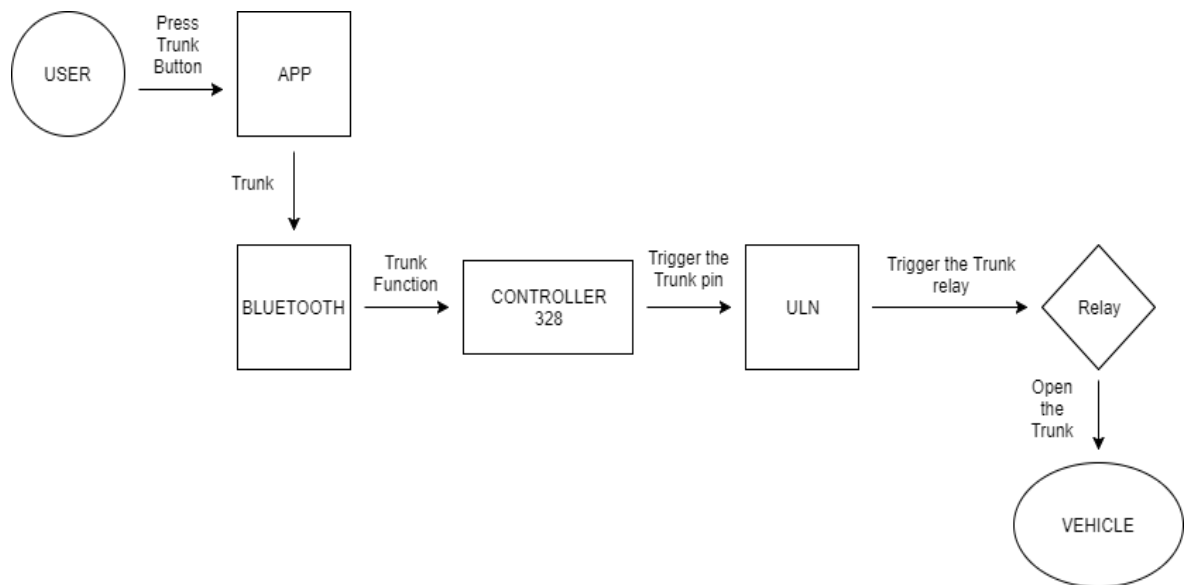 Press
Trunk
Button
USER
APP
Trunk
BLUETOOTH
Trunk
Function
CONTROLLER
328
Trigger the
Trunk pin
ULN
Trigger the Trunk
relay
Relay
Open
the
Trunk
VEHICLE